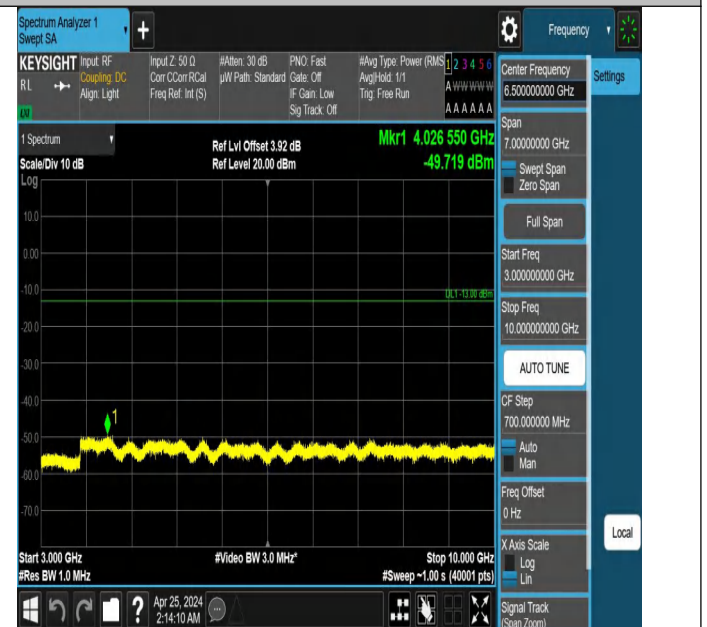 Spectrum Analyzer 1
Swept SA
Frequency
KEYSIGHT
RL
Input: RF
Coupling: DC
Align: Light
Input Z: 50 Ω
Corr CCorr RCal
Freq Ref: Int (S)
#Atten: 30 dB
µW Path: Standard
PNO: Fast
Gate: Off
IF Gain: Low
Sig Track: Off
#Avg Type: Power (RMS
Avg|Hold: 1/1
Trig: Free Run
1 2 3 4 5 6
A W W W W W
A A A A A A
1 Spectrum
Scale/Div 10 dB
Log
Ref Lvl Offset 3.92 dB
Ref Level 20.00 dBm
Mkr1 4.026 550 GHz
-49.719 dBm
10.0
0.00
-10.0
DL1 -13.00 dBm
-20.0
-30.0
-40.0
1
-50.0
-60.0
-70.0
Start 3.000 GHz
#Res BW 1.0 MHz
#Video BW 3.0 MHz*
Stop 10.000 GHz
#Sweep ~1.00 s (40001 pts)
Apr 25, 2024
2:14:10 AM
Center Frequency
6.500000000 GHz
Settings
Span
7.00000000 GHz
Swept Span
Zero Span
Full Span
Start Freq
3.000000000 GHz
Stop Freq
10.000000000 GHz
AUTO TUNE
CF Step
700.000000 MHz
Auto
Man
Freq Offset
0 Hz
X Axis Scale
Log
Lin
Local
Signal Track
(Span Zoom)